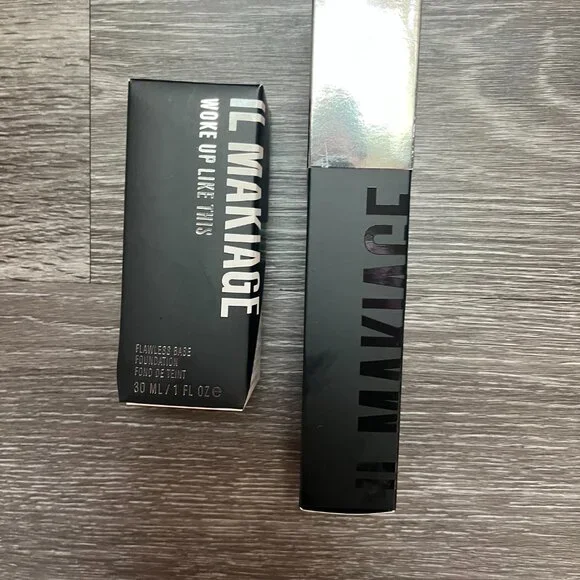 IL MAKIAGE
WOKE UP LIKE THIS
FLAWLESS BASE
FOUNDATION
FOND DE TEINT
30 ML / 1 FL OZ ℮
IL MAKIAGE